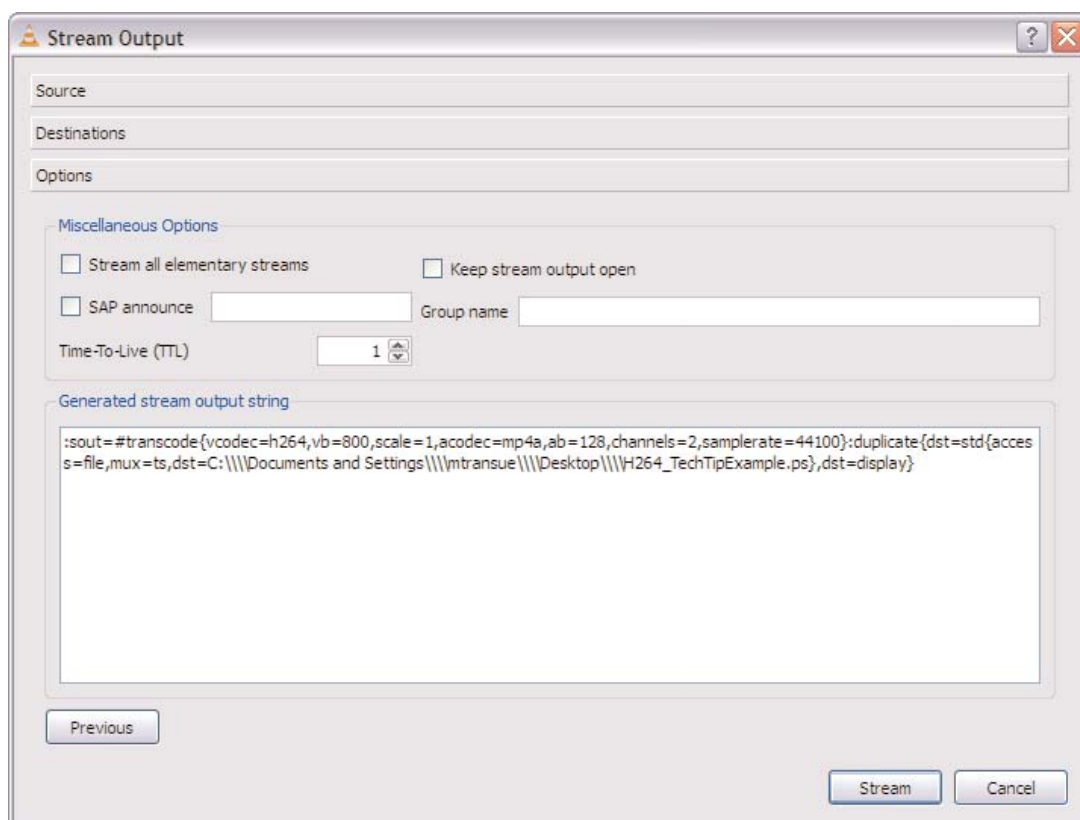 Stream Output
Source
Destinations
Options
Miscellaneous Options
Stream all elementary streams
Keep stream output open
SAP announce
Group name
Time-To-Live (TTL)
1
Generated stream output string
:sout=#transcode{vcodec=h264,vb=800,scale=1,acodec=mp4a,ab=128,channels=2,samplerate=44100}:duplicate{dst=std{acces
s=file,mux=ts,dst=C:\\\\Documents and Settings\\\\mtransue\\\\Desktop\\\\H264_TechTipExample.ps},dst=display}
Previous
Stream
Cancel